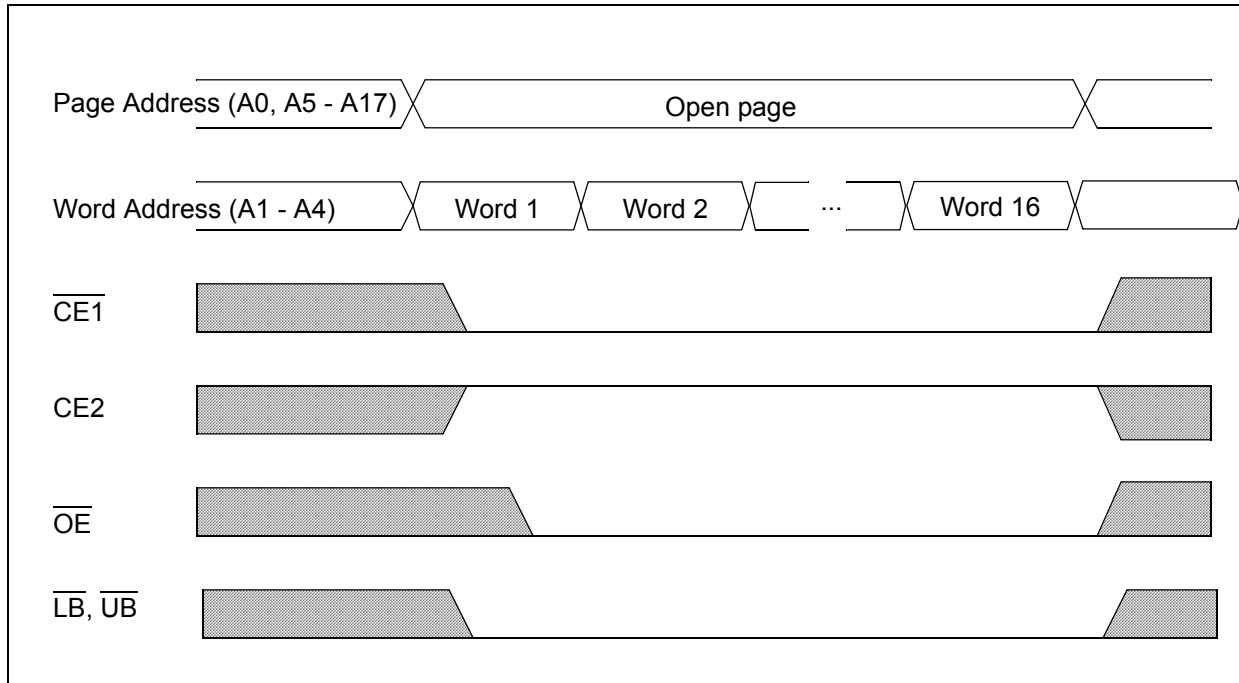 Page Address (A0, A5 - A17)
Open page
Word Address (A1 - A4)
Word 1
Word 2
...
Word 16
CE1
CE2
OE
LB, UB